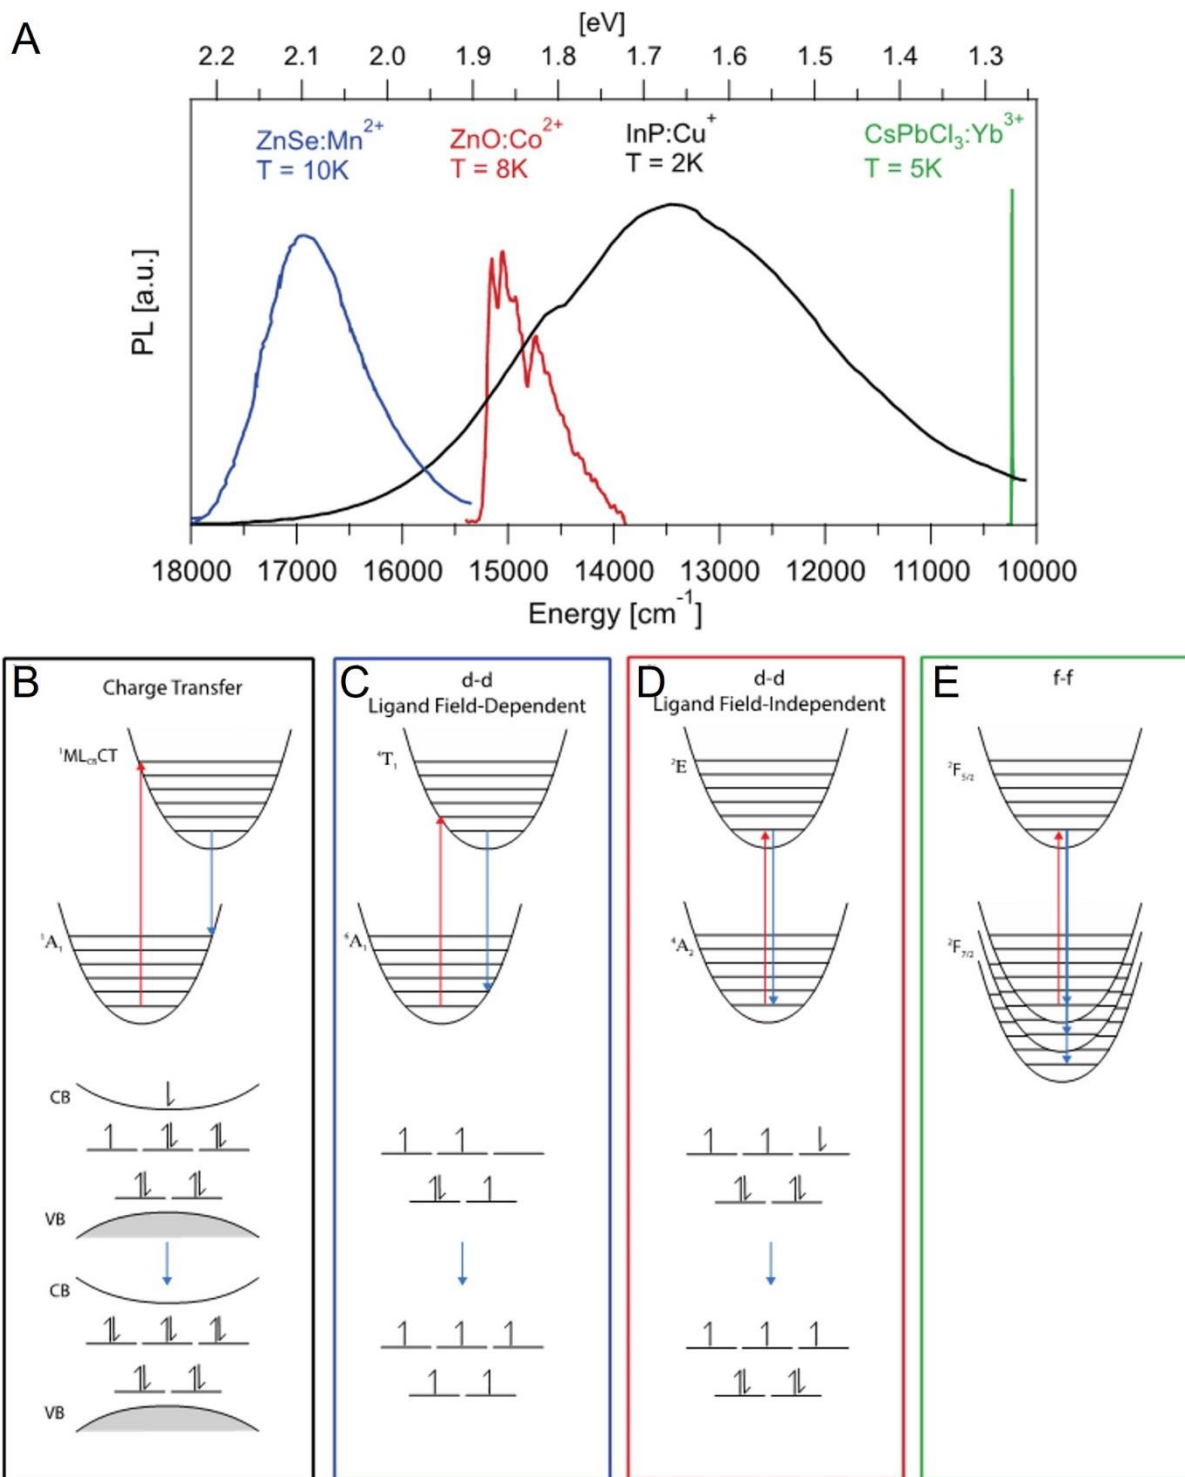 A
[eV]
2.2 2.1 2.0 1.9 1.8 1.7 1.6 1.5 1.4 1.3
ZnSe:Mn²⁺
T = 10K
ZnO:Co²⁺
T = 8K
InP:Cu⁺
T = 2K
CsPbCl₃:Yb³⁺
T = 5K
PL [a.u.]
18000 17000 16000 15000 14000 13000 12000 11000 10000
Energy [cm⁻¹]
B
Charge Transfer
¹ML_CB CT
¹A₁
CB
VB
CB
VB
C
d-d
Ligand Field-Dependent
⁴T₁
⁶A₁
D
d-d
Ligand Field-Independent
²E
⁴A₂
E
f-f
²F₅/₂
²F₇/₂